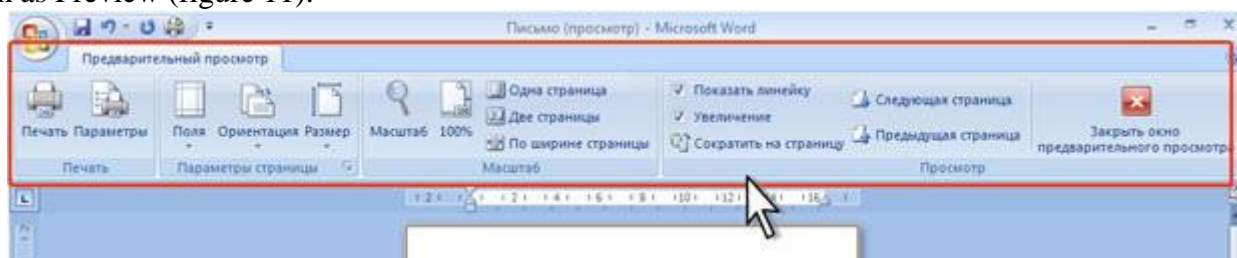 as Preview (figure 11).
Письмо (просмотр) - Microsoft Word
Предварительный просмотр
Печать Параметры Поля Ориентация Размер Масштаб 100% Одна страница Показать линейку Следующая страница
Две страницы Увеличение Предыдущая страница Закрыть окно
По ширине страницы Сократить на страницу предварительного просмотра
Печать Параметры страницы Масштаб Просмотр